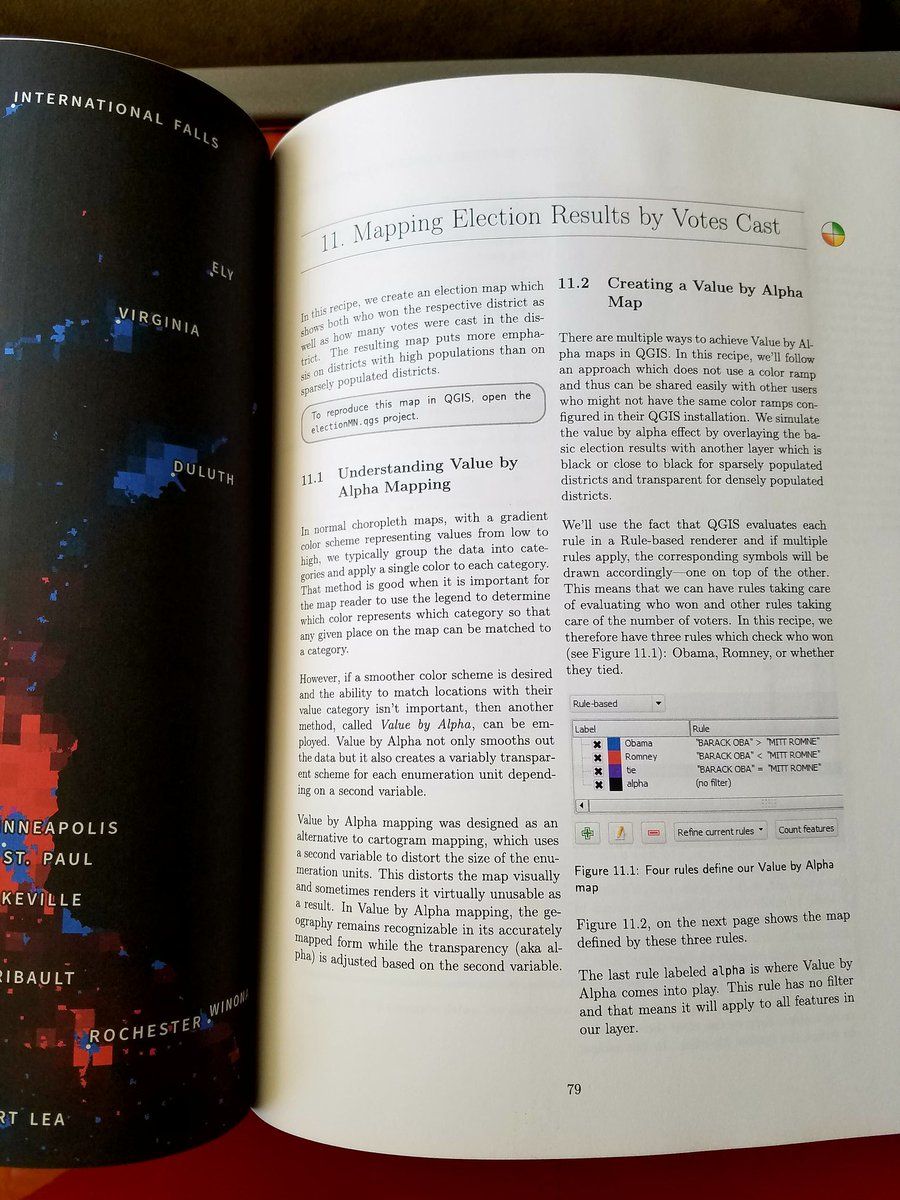 INTERNATIONAL FALLS
ELY
VIRGINIA
DULUTH
NNEAPOLIS
ST. PAUL
KEVILLE
RIBAULT
WINONA
ROCHESTER
RT LEA
11. Mapping Election Results by Votes Cast
In this recipe, we create an election map which
shows both who won the respective district as
well as how many votes were cast in the dis-
trict. The resulting map puts more empha-
sis on districts with high populations than on
sparsely populated districts.
To reproduce this map in QGIS, open the
electionMN.qgs project.
11.1 Understanding Value by
Alpha Mapping
In normal choropleth maps, with a gradient
color scheme representing values from low to
high, we typically group the data into cate-
gories and apply a single color to each category.
That method is good when it is important for
the map reader to use the legend to determine
which color represents which category so that
any given place on the map can be matched to
a category.
However, if a smoother color scheme is desired
and the ability to match locations with their
value category isn't important, then another
method, called Value by Alpha, can be em-
ployed. Value by Alpha not only smooths out
the data but it also creates a variably transpar-
ent scheme for each enumeration unit depend-
ing on a second variable.
Value by Alpha mapping was designed as an
alternative to cartogram mapping, which uses
a second variable to distort the size of the enu-
meration units. This distorts the map visually
and sometimes renders it virtually unusable as
a result. In Value by Alpha mapping, the ge-
ography remains recognizable in its accurately
mapped form while the transparency (aka al-
pha) is adjusted based on the second variable.
11.2 Creating a Value by Alpha
Map
There are multiple ways to achieve Value by Al-
pha maps in QGIS. In this recipe, we'll follow
an approach which does not use a color ramp
and thus can be shared easily with other users
who might not have the same color ramps con-
figured in their QGIS installation. We simulate
the value by alpha effect by overlaying the ba-
sic election results with another layer which is
black or close to black for sparsely populated
districts and transparent for densely populated
districts.
We'll use the fact that QGIS evaluates each
rule in a Rule-based renderer and if multiple
rules apply, the corresponding symbols will be
drawn accordingly—one on top of the other.
This means that we can have rules taking care
of evaluating who won and other rules taking
care of the number of voters. In this recipe, we
therefore have three rules which check who won
(see Figure 11.1): Obama, Romney, or whether
they tied.
Rule-based
Label Rule
Obama "BARACK OBA" > "MITT ROMNE"
Romney "BARACK OBA" < "MITT ROMNE"
tie "BARACK OBA" = "MITT ROMNE"
alpha (no filter)
Refine current rules Count features
Figure 11.1: Four rules define our Value by Alpha
map
Figure 11.2, on the next page shows the map
defined by these three rules.
The last rule labeled alpha is where Value by
Alpha comes into play. This rule has no filter
and that means it will apply to all features in
our layer.
79